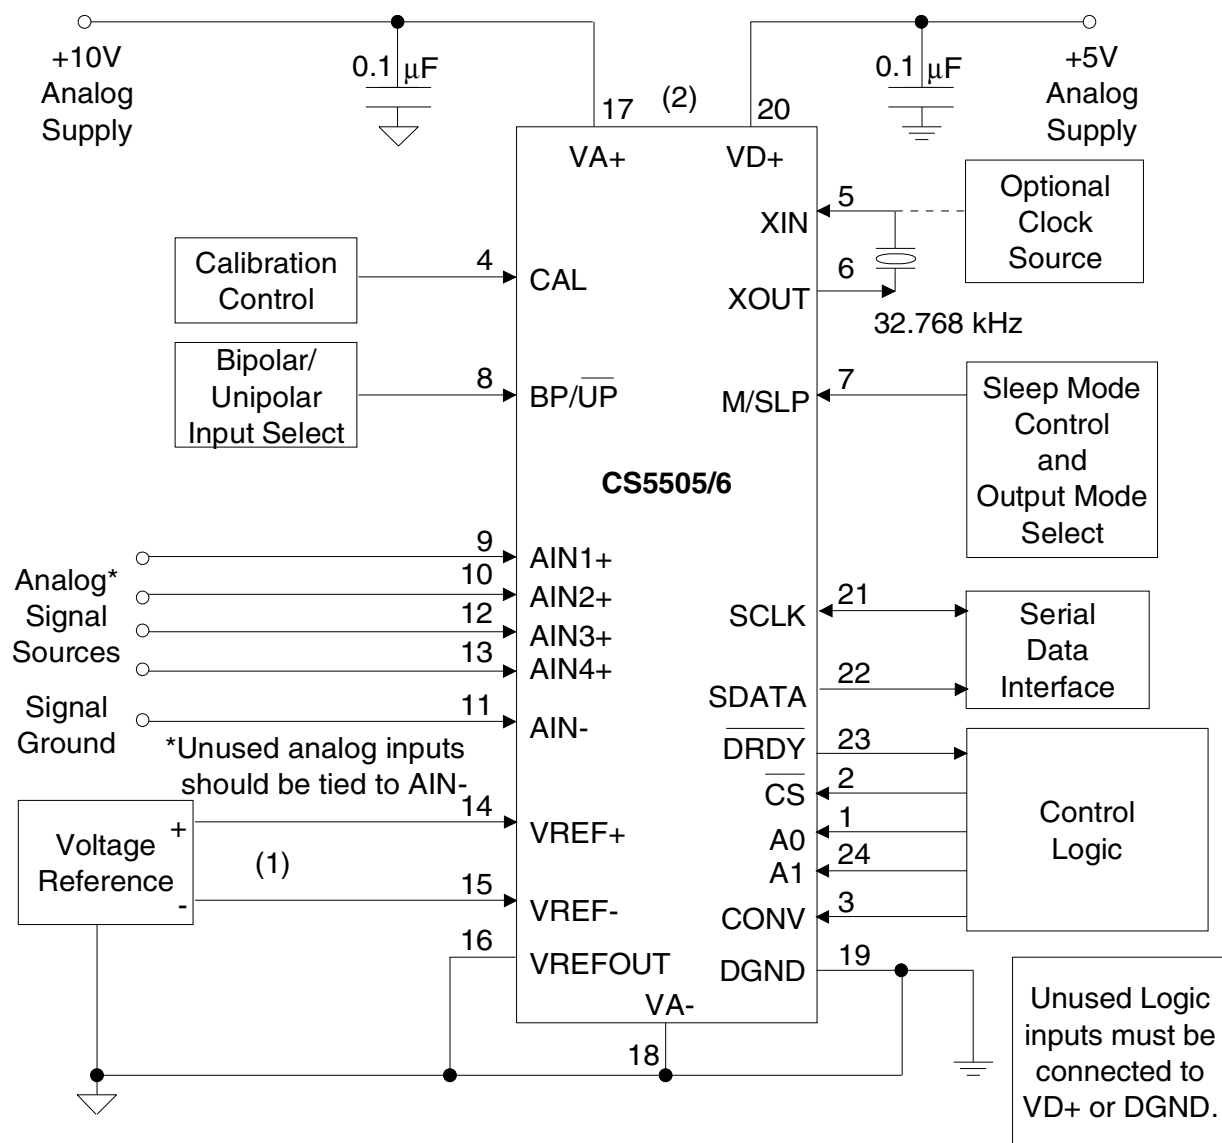 +10V
Analog
Supply
0.1 μF
17
(2)
20
0.1 μF
+5V
Analog
Supply
VA+
VD+
Calibration
Control
4
CAL
XIN
5
Optional
Clock
Source
XOUT
6
32.768 kHz
Bipolar/
Unipolar
Input Select
8
BP/UP
M/SLP
7
Sleep Mode
Control
and
Output Mode
Select
CS5505/6
Analog*
Signal
Sources
9
AIN1+
10
AIN2+
12
AIN3+
13
AIN4+
Signal
Ground
11
AIN-
*Unused analog inputs
should be tied to AIN-
SCLK
21
SDATA
22
Serial
Data
Interface
DRDY
23
CS
2
A0
1
A1
24
CONV
3
Control
Logic
Voltage
Reference
+
-
(1)
14
VREF+
15
VREF-
16
VREFOUT
DGND
19
VA-
18
Unused Logic
inputs must be
connected to
VD+ or DGND.